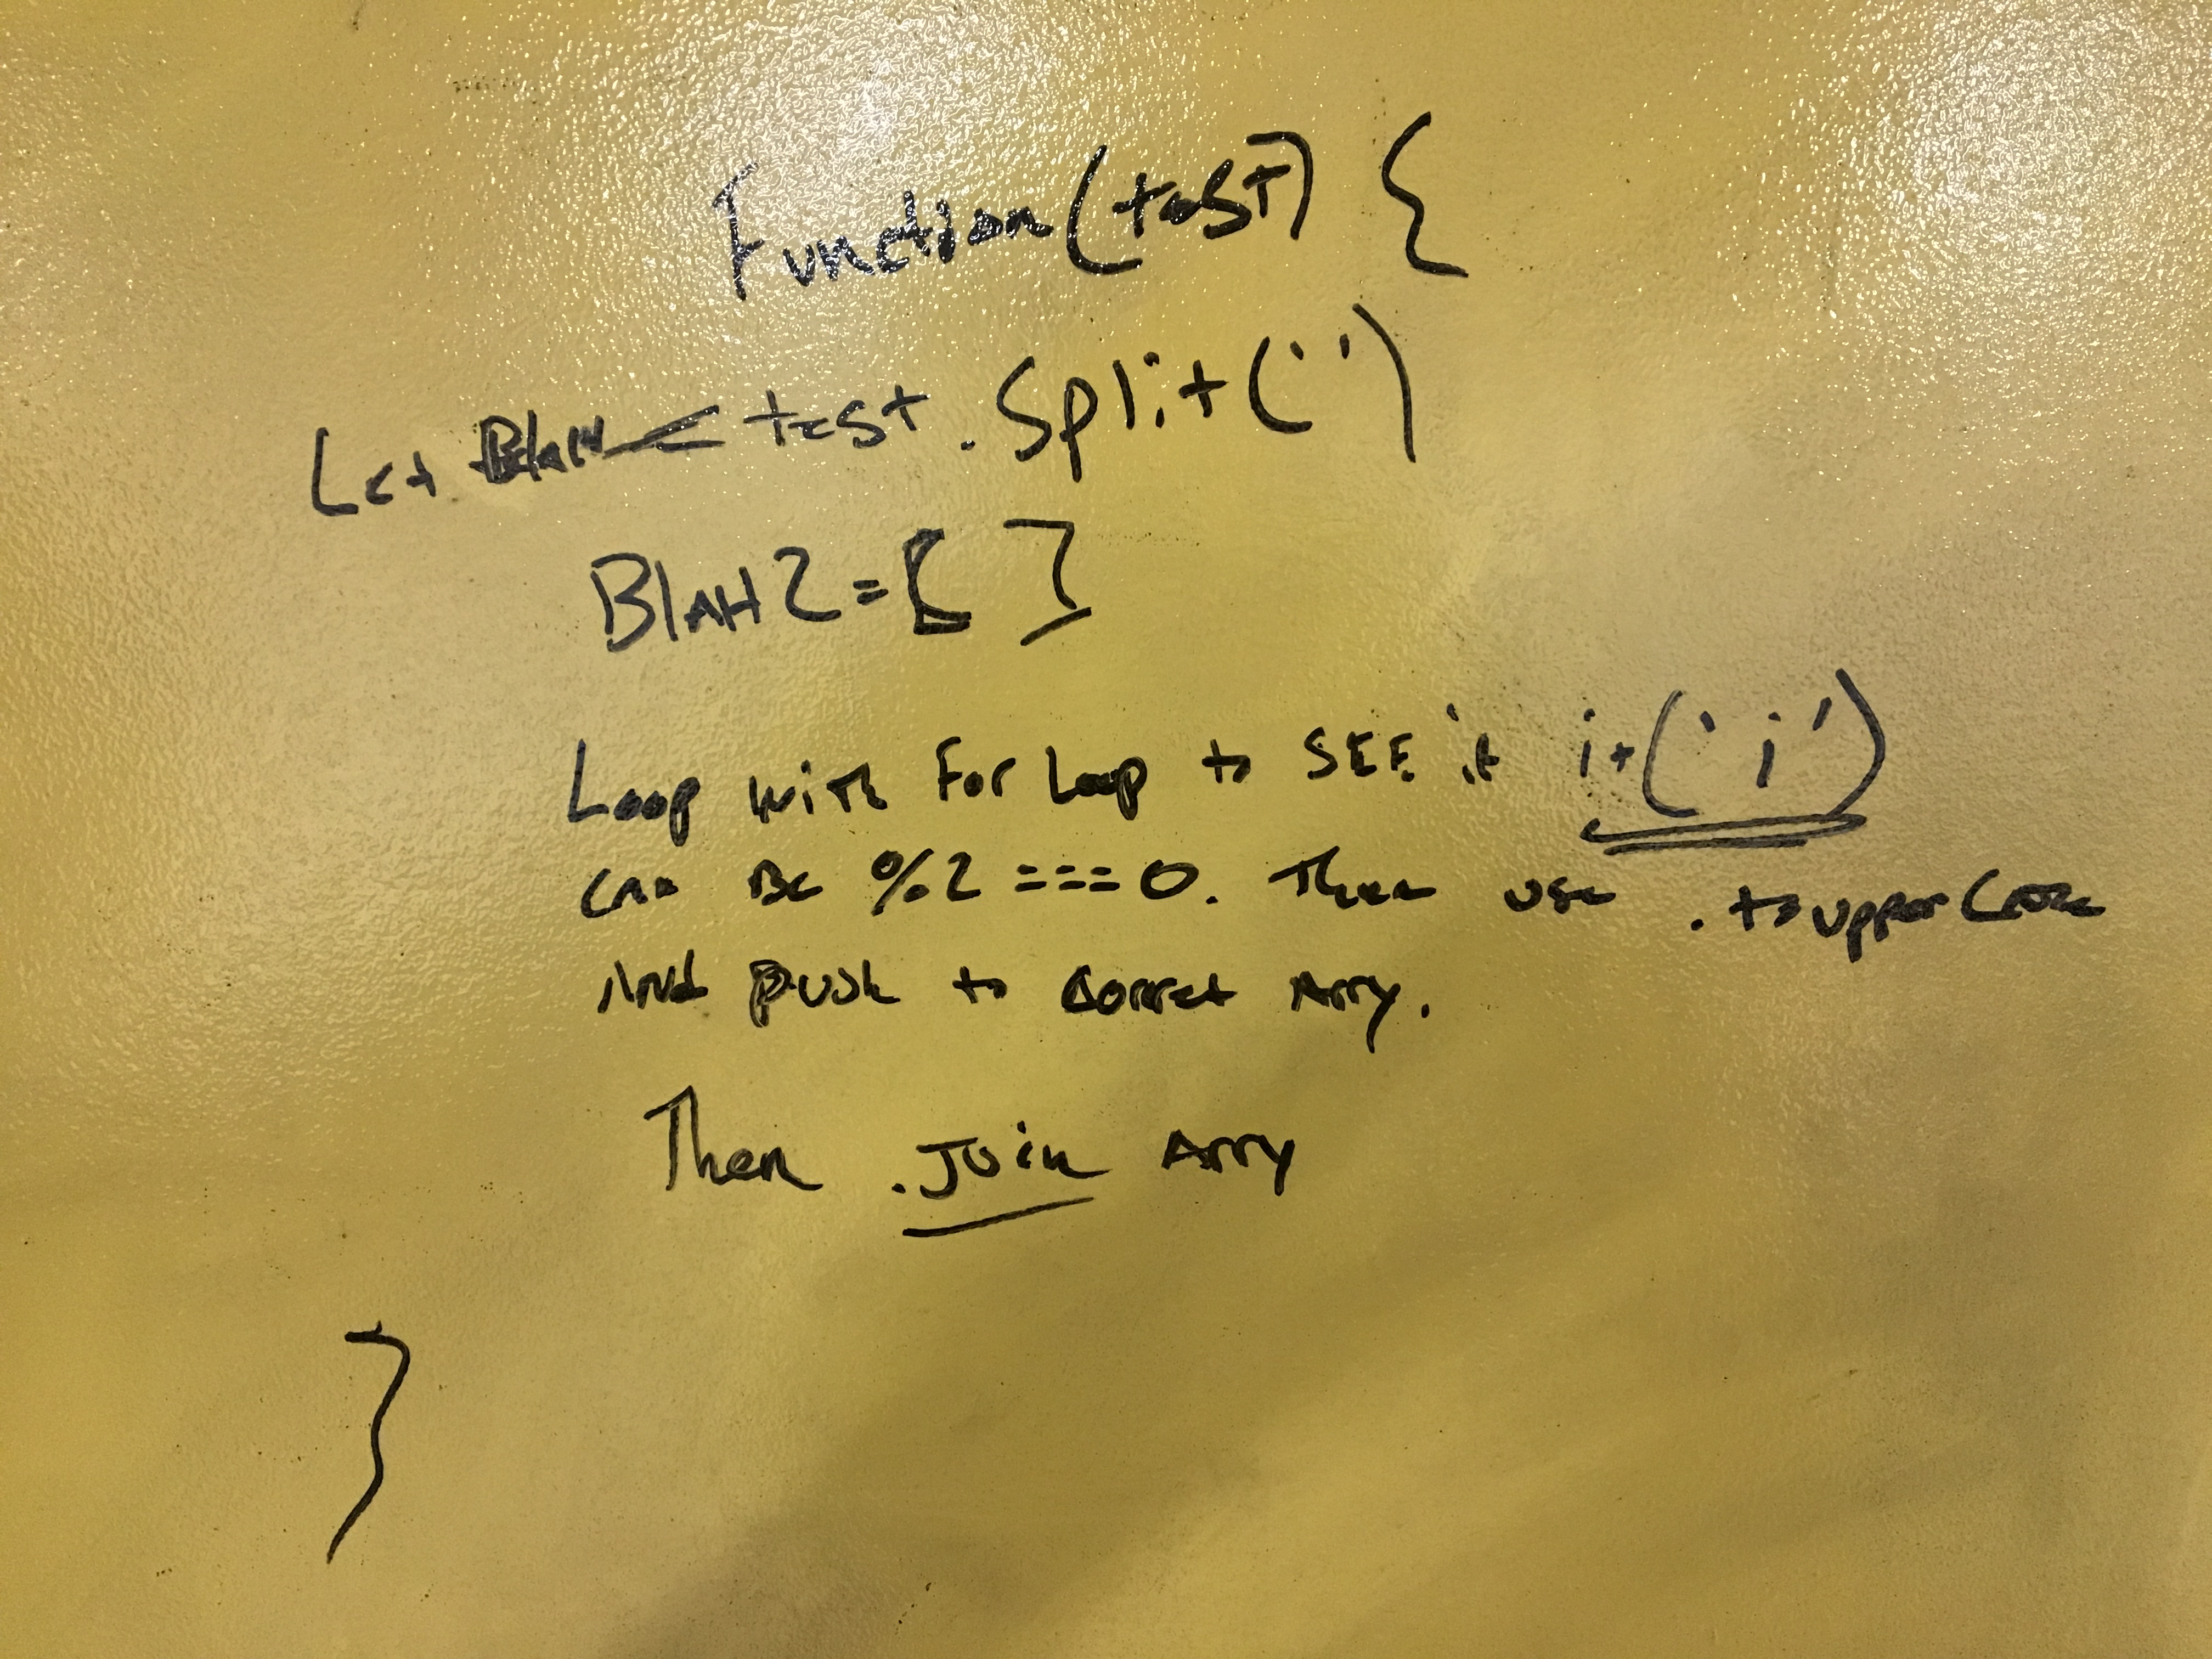 Function(test) {
Let Blah = test.Split('')
BlAH2=[ ]
Loop with For Loop to SEE if i+('i')
can Be %2 === 0. Then use .toUpperCase
And push to Correct Arry.
Then .Join Arry
}